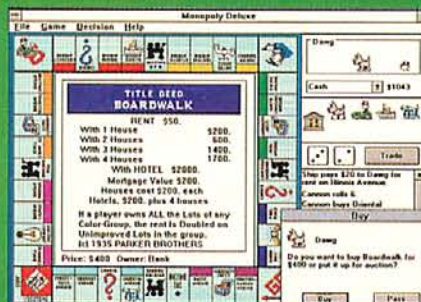 Monopoly Deluxe
File Game Decision Help
TITLE DEED
BOARDWALK
RENT $50.
With 1 House $200.
With 2 Houses 600.
With 3 Houses 1400.
With 4 Houses 1700.
With HOTEL $2000.
Mortgage Value $200.
Houses cost $200. each
Hotels, $200. plus 4 houses
If a player owns ALL the Lots of any
Color-Group, the rent is Doubled on
Unimproved Lots in the group.
(c) 1935 PARKER BROTHERS
Price: $400 Owner: Bank
Dawg
Cash $1043
Trade
Ship pays $20 to Dawg for
rent on Illinois Avenue.
Cannon rolls 6.
Cannon buys Oriental
Buy
Dawg
Do you want to buy Boardwalk for
$400 or put it up for auction?
Buy Pass